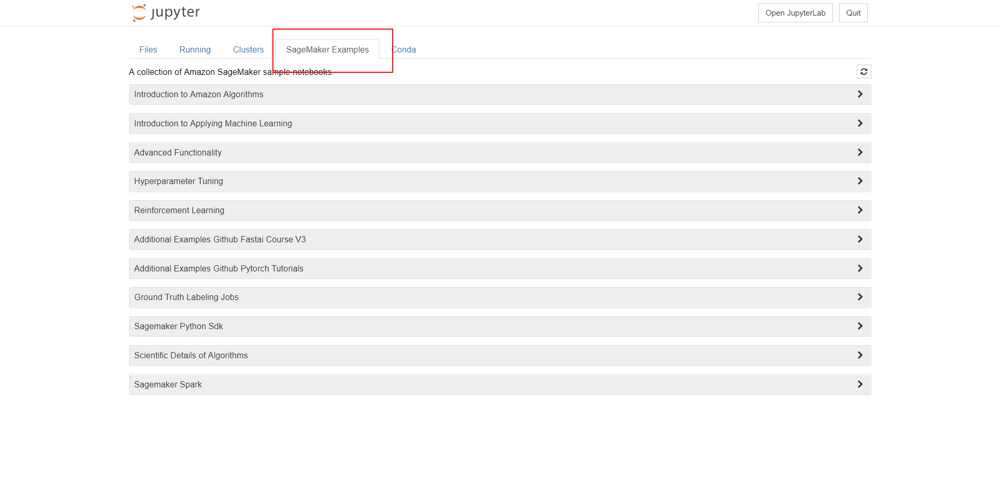 jupyter
Open JupyterLab
Quit
Files
Running
Clusters
SageMaker Examples
Conda
A collection of Amazon SageMaker sample notebooks.
Introduction to Amazon Algorithms
Introduction to Applying Machine Learning
Advanced Functionality
Hyperparameter Tuning
Reinforcement Learning
Additional Examples Github Fastai Course V3
Additional Examples Github Pytorch Tutorials
Ground Truth Labeling Jobs
Sagemaker Python Sdk
Scientific Details of Algorithms
Sagemaker Spark